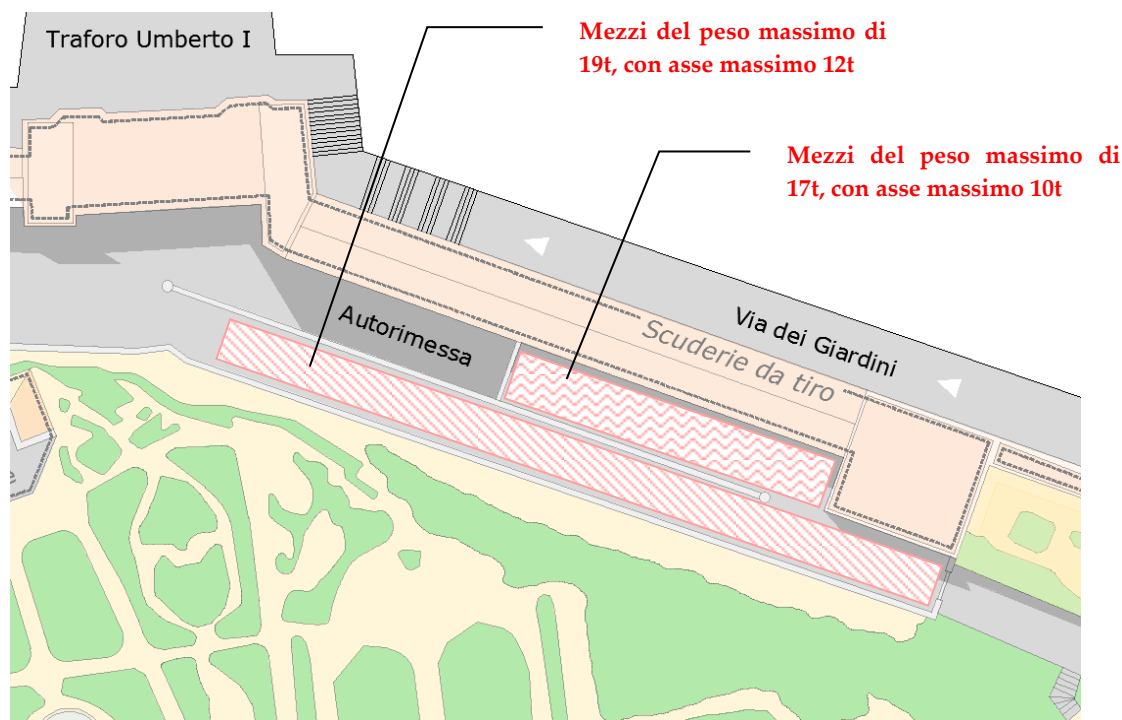 Traforo Umberto I
Mezzi del peso massimo di
19t, con asse massimo 12t
Mezzi del peso massimo di
17t, con asse massimo 10t
Via dei Giardini
Scuderie da tiro
Autorimessa